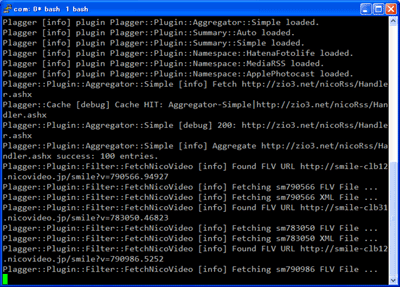 com: 0* bash 1 bash
Plagger [info] plugin Plagger::Plugin::Aggregator::Simple loaded.
Plagger [info] plugin Plagger::Plugin::Summary::Auto loaded.
Plagger [info] plugin Plagger::Plugin::Summary::Simple loaded.
Plagger [info] plugin Plagger::Plugin::Namespace::HatenaFotolife loaded.
Plagger [info] plugin Plagger::Plugin::Namespace::MediaRSS loaded.
Plagger [info] plugin Plagger::Plugin::Namespace::ApplePhotocast loaded.
Plagger::Plugin::Aggregator::Simple [info] Fetch http://zio3.net/nicoRss/Handler
.ashx
Plagger::Cache [debug] Cache HIT: Aggregator-Simple|http://zio3.net/nicoRss/Han
dler.ashx
Plagger::Plugin::Aggregator::Simple [debug] 200: http://zio3.net/nicoRss/Handler
.ashx
Plagger::Plugin::Aggregator::Simple [info] Aggregate http://zio3.net/nicoRss/Ha
ndler.ashx success: 100 entries.
Plagger::Plugin::Filter::FetchNicoVideo [info] Found FLV URL http://smile-clb12
.nicovideo.jp/smile?v=790566.94927
Plagger::Plugin::Filter::FetchNicoVideo [info] Fetching sm790566 FLV File ...
Plagger::Plugin::Filter::FetchNicoVideo [info] Fetching sm790566 XML File ...
Plagger::Plugin::Filter::FetchNicoVideo [info] Found FLV URL http://smile-clb31
.nicovideo.jp/smile?v=783050.46823
Plagger::Plugin::Filter::FetchNicoVideo [info] Fetching sm783050 FLV File ...
Plagger::Plugin::Filter::FetchNicoVideo [info] Fetching sm783050 XML File ...
Plagger::Plugin::Filter::FetchNicoVideo [info] Found FLV URL http://smile-clb12
.nicovideo.jp/smile?v=790986.5252
Plagger::Plugin::Filter::FetchNicoVideo [info] Fetching sm790986 FLV File ...